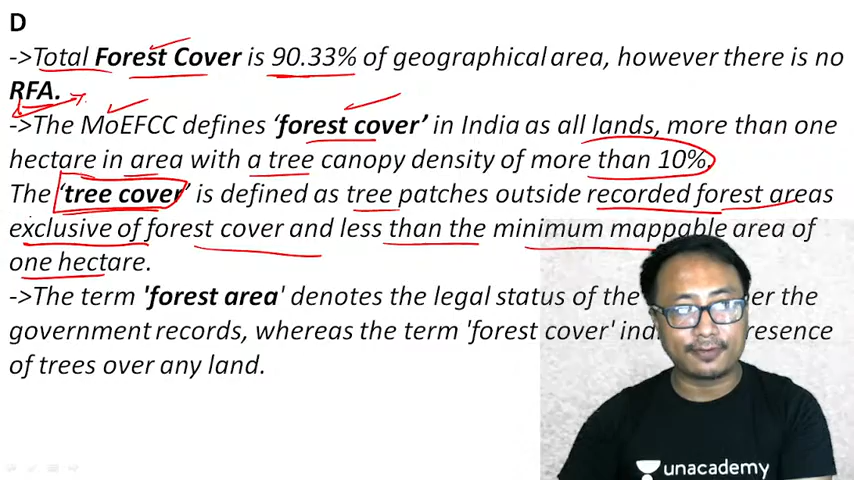 D
->Total Forest Cover is 90.33% of geographical area, however there is no
RFA.
->The MoEFCC defines ‘forest cover’ in India as all lands, more than one
hectare in area with a tree canopy density of more than 10%.
The ‘tree cover’ is defined as tree patches outside recorded forest areas
exclusive of forest cover and less than the minimum mappable area of
one hectare.
->The term 'forest area' denotes the legal status of the the
government records, whereas the term 'forest cover'
of trees over any land.
unacademy